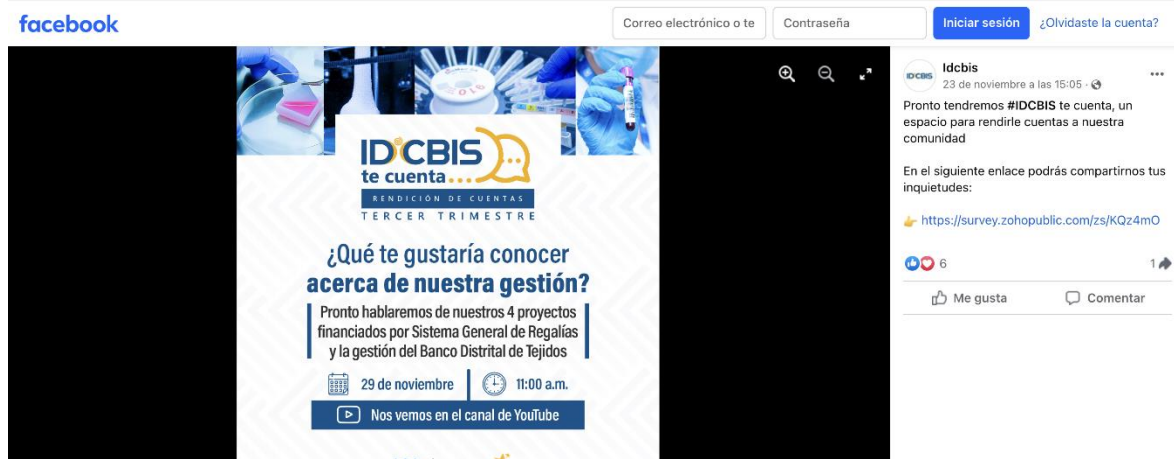 facebook
Correo electrónico o te
Contraseña
Iniciar sesión
¿Olvidaste la cuenta?
IDCBIS
te cuenta...
RENDICIÓN DE CUENTAS
TERCER TRIMESTRE
¿Qué te gustaría conocer
acerca de nuestra gestión?
Pronto hablaremos de nuestros 4 proyectos
financiados por Sistema General de Regalías
y la gestión del Banco Distrital de Tejidos
29 de noviembre
11:00 a.m.
Nos vemos en el canal de YouTube
IDCBIS
Idcbis
23 de noviembre a las 15:05 ·
Pronto tendremos #IDCBIS te cuenta, un
espacio para rendirle cuentas a nuestra
comunidad
En el siguiente enlace podrás compartirnos tus
inquietudes:
👉 https://survey.zohopublic.com/zs/KQz4mO
6
1
Me gusta
Comentar